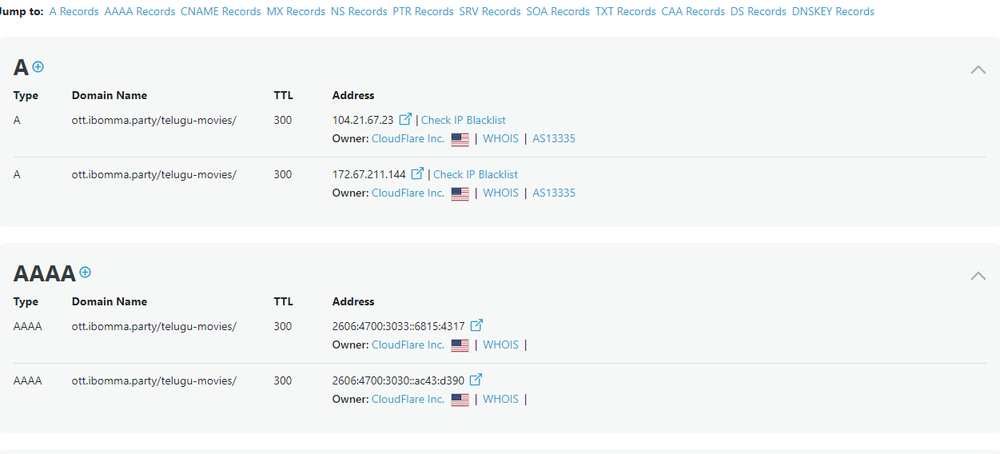 Jump to: A Records AAAA Records CNAME Records MX Records NS Records PTR Records SRV Records SOA Records TXT Records CAA Records DS Records DNSKEY Records
A
Type Domain Name TTL Address
A ott.ibomma.party/telugu-movies/ 300 104.21.67.23 | Check IP Blacklist
Owner: CloudFlare Inc. | WHOIS | AS13335
A ott.ibomma.party/telugu-movies/ 300 172.67.211.144 | Check IP Blacklist
Owner: CloudFlare Inc. | WHOIS | AS13335
AAAA
Type Domain Name TTL Address
AAAA ott.ibomma.party/telugu-movies/ 300 2606:4700:3033::6815:4317
Owner: CloudFlare Inc. | WHOIS |
AAAA ott.ibomma.party/telugu-movies/ 300 2606:4700:3030::ac43:d390
Owner: CloudFlare Inc. | WHOIS |